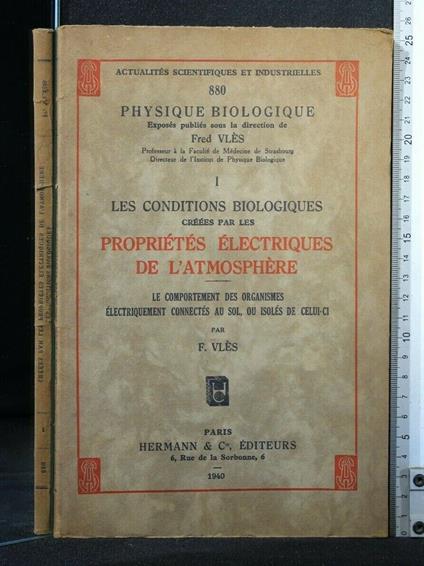 ACTUALITÉS SCIENTIFIQUES ET INDUSTRIELLES
880
PHYSIQUE BIOLOGIQUE
Exposés publiés sous la direction de
Fred VLÈS
Professeur à la Faculté de Médecine de Strasbourg
Directeur de l'Institut de Physique Biologique
I
LES CONDITIONS BIOLOGIQUES
CRÉÉES PAR LES
PROPRIÉTÉS ÉLECTRIQUES
DE L'ATMOSPHÈRE
LE COMPORTEMENT DES ORGANISMES
ÉLECTRIQUEMENT CONNECTÉS AU SOL, OU ISOLÉS DE CELUI-CI
PAR
F. VLÈS
PARIS
HERMANN & Cie, ÉDITEURS
6, Rue de la Sorbonne, 6
1940